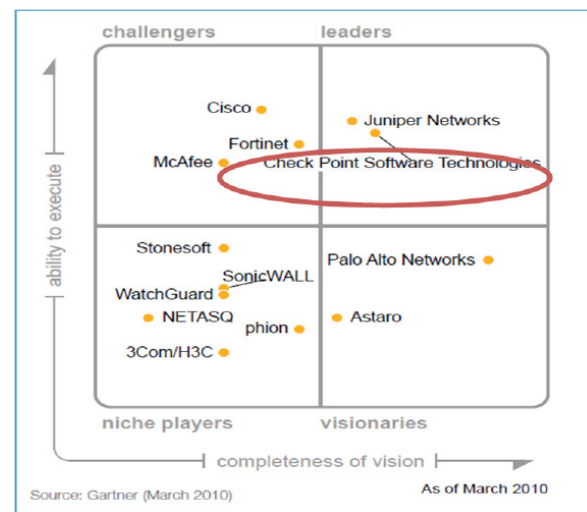 challengers
leaders
Cisco
Juniper Networks
Fortinet
McAfee
Check Point Software Technologies
ability to execute
Stonesoft
Palo Alto Networks
SonicWALL
WatchGuard
NETASQ
phion
Astaro
3Com/H3C
niche players
visionaries
completeness of vision
As of March 2010
Source: Gartner (March 2010)